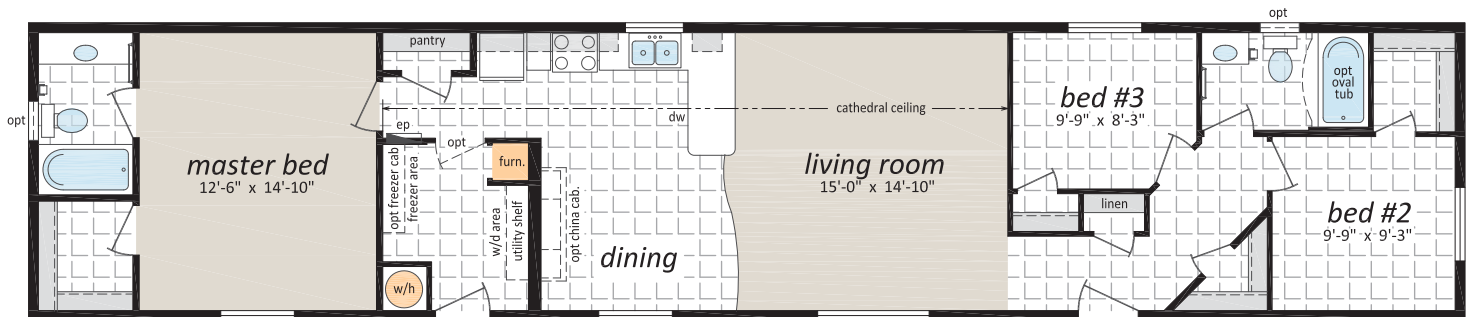 opt
pantry
opt
cathedral ceiling
dw
bed #3
9'-9" x 8'-3"
opt
oval
tub
ep
opt
master bed
12'-6" x 14'-10"
opt freezer cab
freezer area
furn.
living room
15'-0" x 14'-10"
linen
bed #2
9'-9" x 9'-3"
w/d area
utility shelf
opt china cab.
dining
w/h